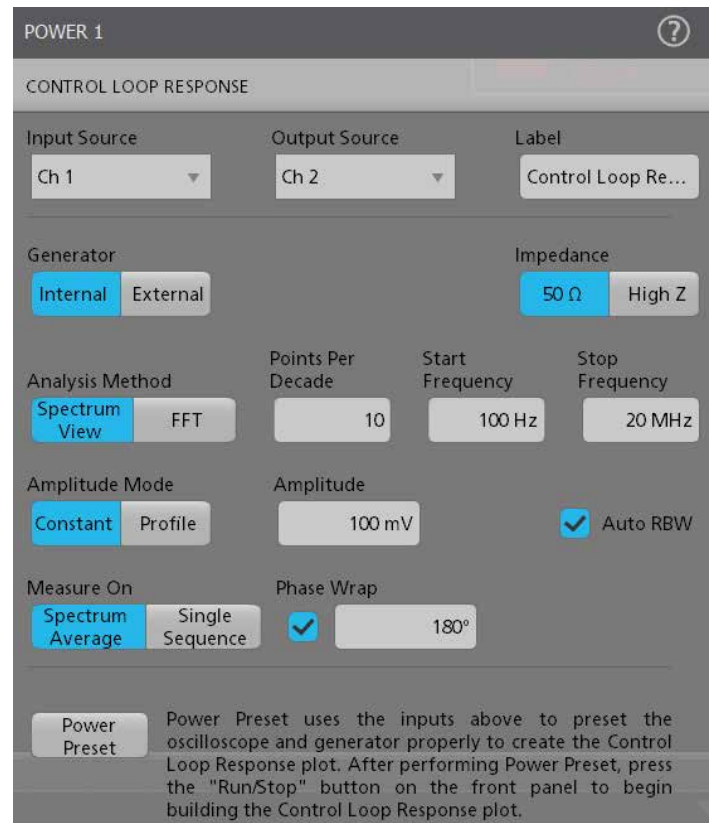 POWER 1
?
CONTROL LOOP RESPONSE
Input Source
Output Source
Label
Ch 1
Ch 2
Control Loop Re...
Generator
Impedance
Internal
External
50 Ω
High Z
Analysis Method
Points Per
Decade
Start
Frequency
Stop
Frequency
Spectrum
View
FFT
10
100 Hz
20 MHz
Amplitude Mode
Amplitude
Constant
Profile
100 mV
Auto RBW
Measure On
Phase Wrap
Spectrum
Average
Single
Sequence
180°
Power
Preset
Power Preset uses the inputs above to preset the
oscilloscope and generator properly to create the Control
Loop Response plot. After performing Power Preset, press
the "Run/Stop" button on the front panel to begin
building the Control Loop Response plot.